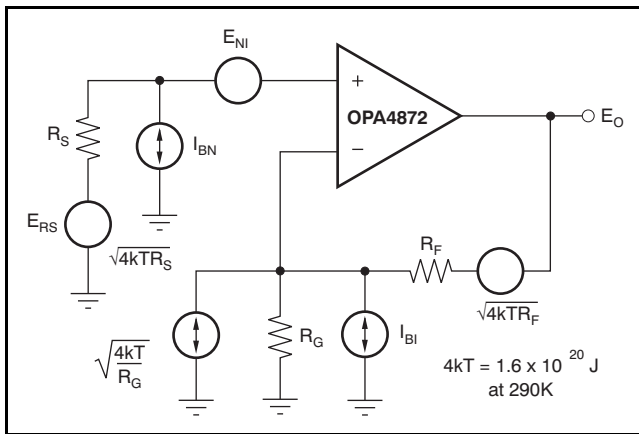 E_NI
+
OPA4872
−
E_O
R_S
I_BN
E_RS
√4kTR_S
R_F
√4kTR_F
√4kT/R_G
R_G
I_BI
4kT = 1.6 x 10 20 J
at 290K